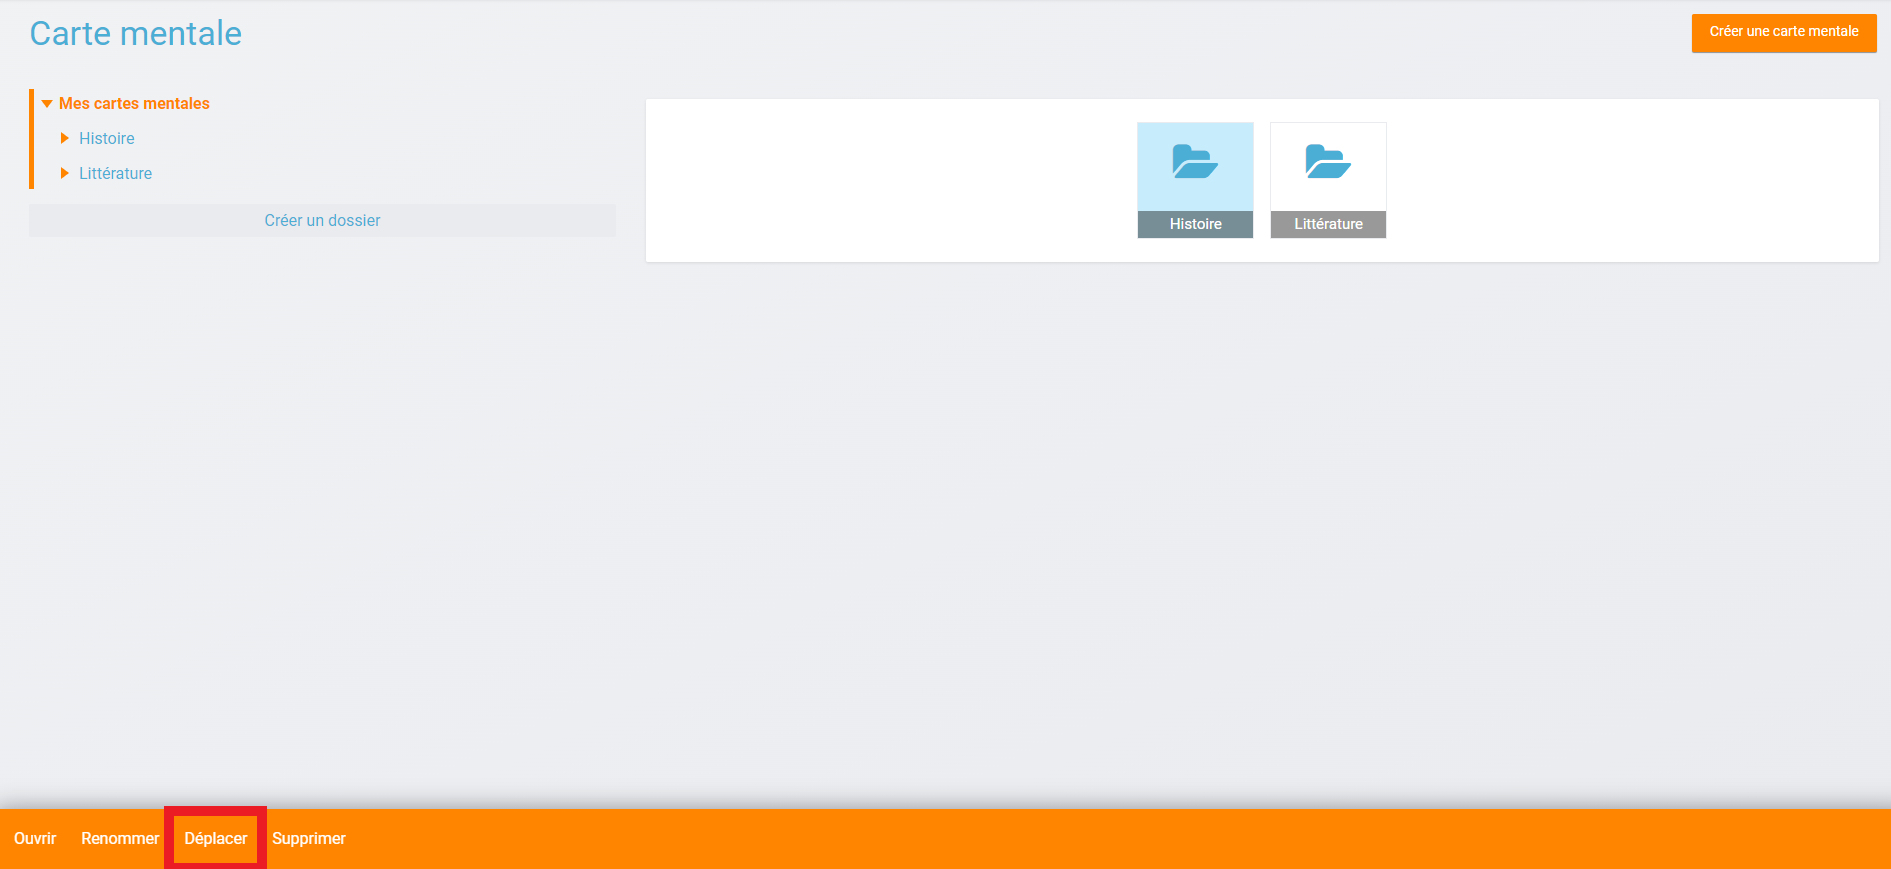 Carte mentale
Créer une carte mentale
Mes cartes mentales
Histoire
Littérature
Créer un dossier
Histoire
Littérature
Ouvrir
Renommer
Déplacer
Supprimer